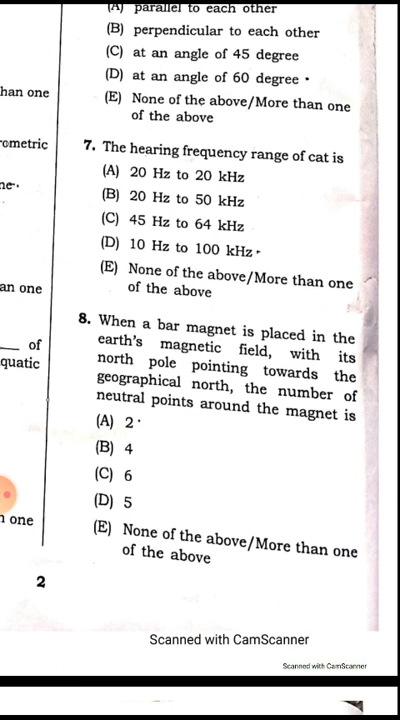 (A) parallel to each other
(B) perpendicular to each other
(C) at an angle of 45 degree
(D) at an angle of 60 degree
(E) None of the above/More than one
of the above
han one
rometric
an one
of
quatic
one
7. The hearing frequency range of cat is
(A) 20 Hz to 20 kHz
(B) 20 Hz to 50 kHz
(C) 45 Hz to 64 kHz
(D) 10 Hz to 100 kHz
(E) None of the above/More than one
of the above
8. When a bar magnet is placed in the
earth's magnetic field, with its
north pole pointing towards the
geographical north, the number of
neutral points around the magnet is
(A) 2
(B) 4
(C) 6
(D) 5
(E) None of the above/More than one
of the above
2
Scanned with CamScanner
Scanned with CamScanner